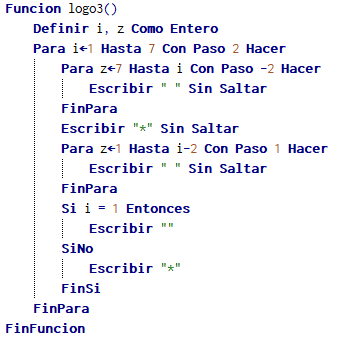 Funcion logo3()
Definir i, z Como Entero
Para i←1 Hasta 7 Con Paso 2 Hacer
Para z←7 Hasta i Con Paso -2 Hacer
Escribir " " Sin Saltar
FinPara
Escribir "*" Sin Saltar
Para z←1 Hasta i-2 Con Paso 1 Hacer
Escribir " " Sin Saltar
FinPara
Si i = 1 Entonces
Escribir ""
SiNo
Escribir "*"
FinSi
FinPara
FinFuncion